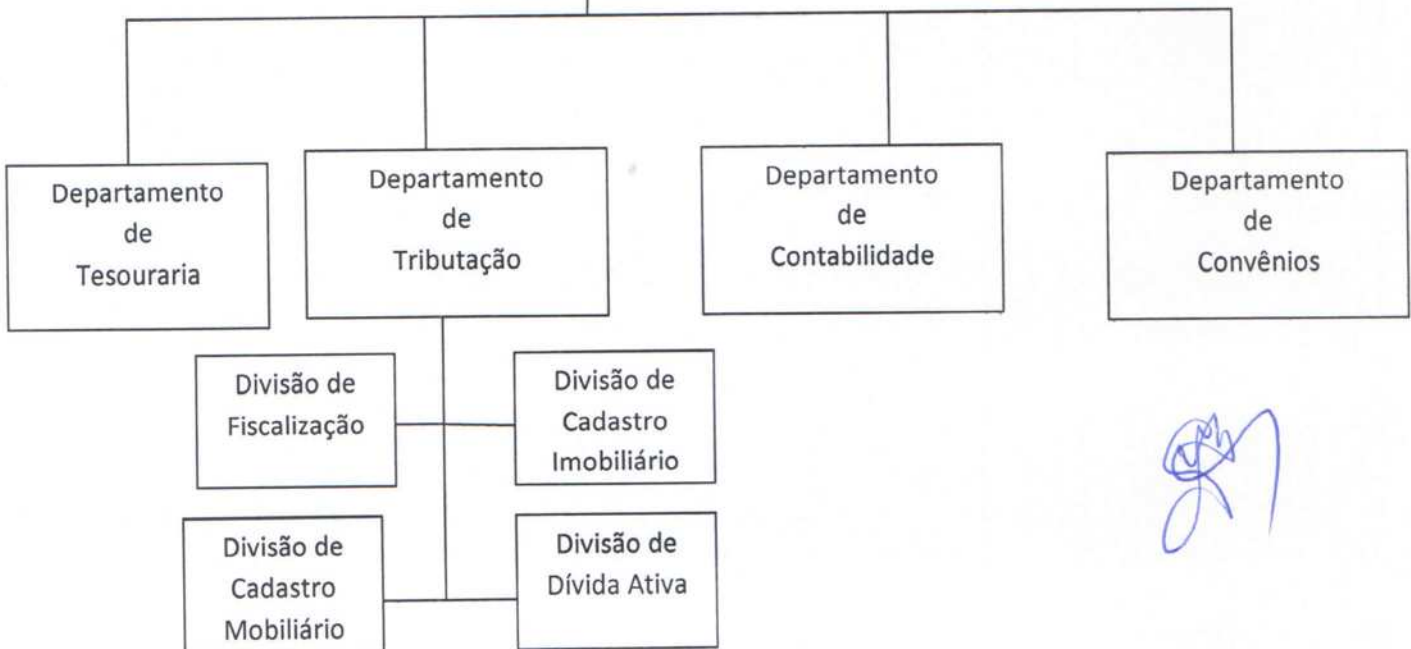 Departamento
de
Tesouraria
Departamento
de
Tributação
Departamento
de
Contabilidade
Departamento
de
Convênios
Divisão de
Fiscalização
Divisão de
Cadastro
Imobiliário
Divisão de
Cadastro
Mobiliário
Divisão de
Dívida Ativa